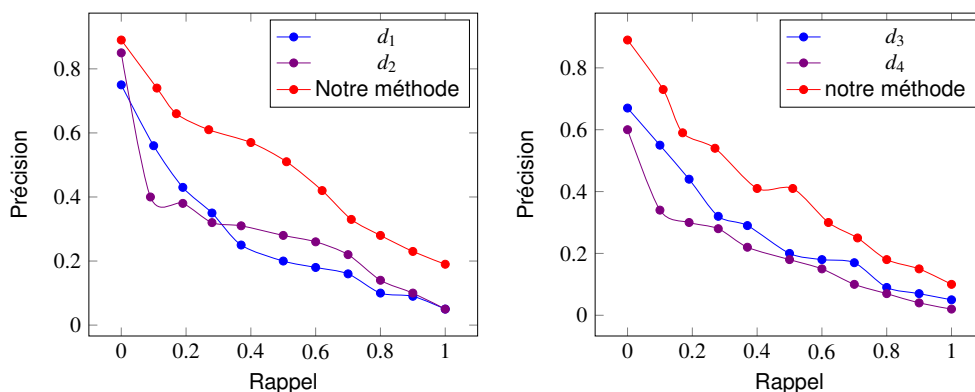 d1
d2
Notre méthode
0.8
0.6
0.4
0.2
0
Précision
0 0.2 0.4 0.6 0.8 1
Rappel
d3
d4
notre méthode
0.8
0.6
0.4
0.2
0
Précision
0 0.2 0.4 0.6 0.8 1
Rappel